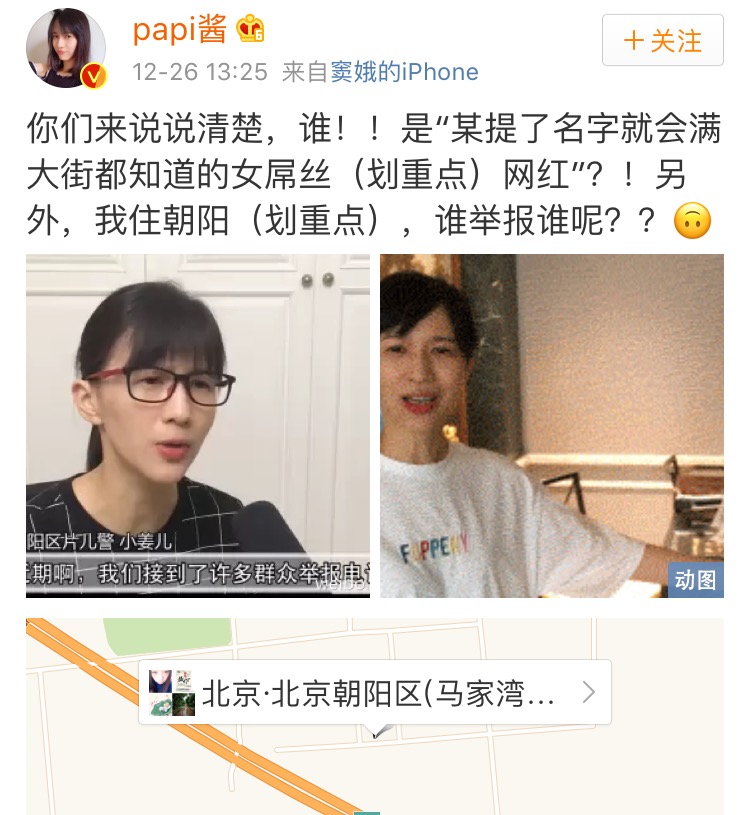 papi酱
12-26 13:25 来自窦娥的iPhone
+关注
你们来说说清楚，谁！！是“某提了名字就会满
大街都知道的女屌丝（划重点）网红”？！另
外，我住朝阳（划重点），谁举报谁呢？？
阳区片儿警 小姜儿
期啊，我们接到了许多群众举报电
weibo
FOPPENY
动图
北京·北京朝阳区(马家湾...